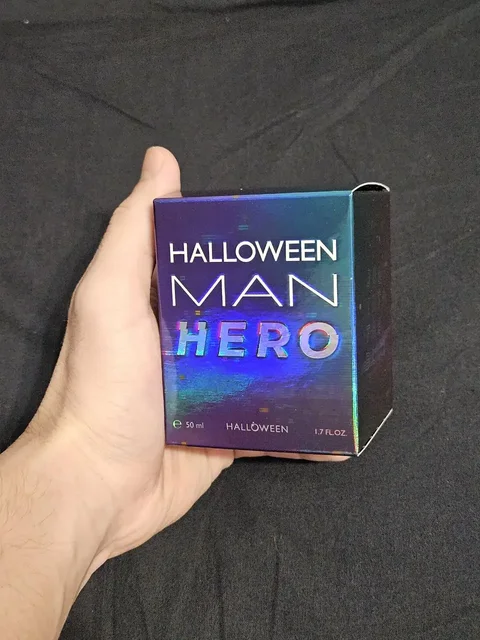 HALLOWEEN
MAN
HERO
℮ 50 ml HALLOWEEN 1.7 FL.OZ